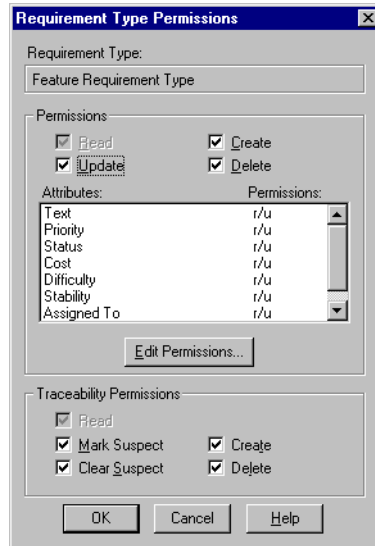 Requirement Type Permissions
Requirement Type:
Feature Requirement Type
Permissions
Read Create
Update Delete
Attributes: Permissions:
Text r/u
Priority r/u
Status r/u
Cost r/u
Difficulty r/u
Stability r/u
Assigned To r/u
Edit Permissions...
Traceability Permissions
Read
Mark Suspect Create
Clear Suspect Delete
OK Cancel Help